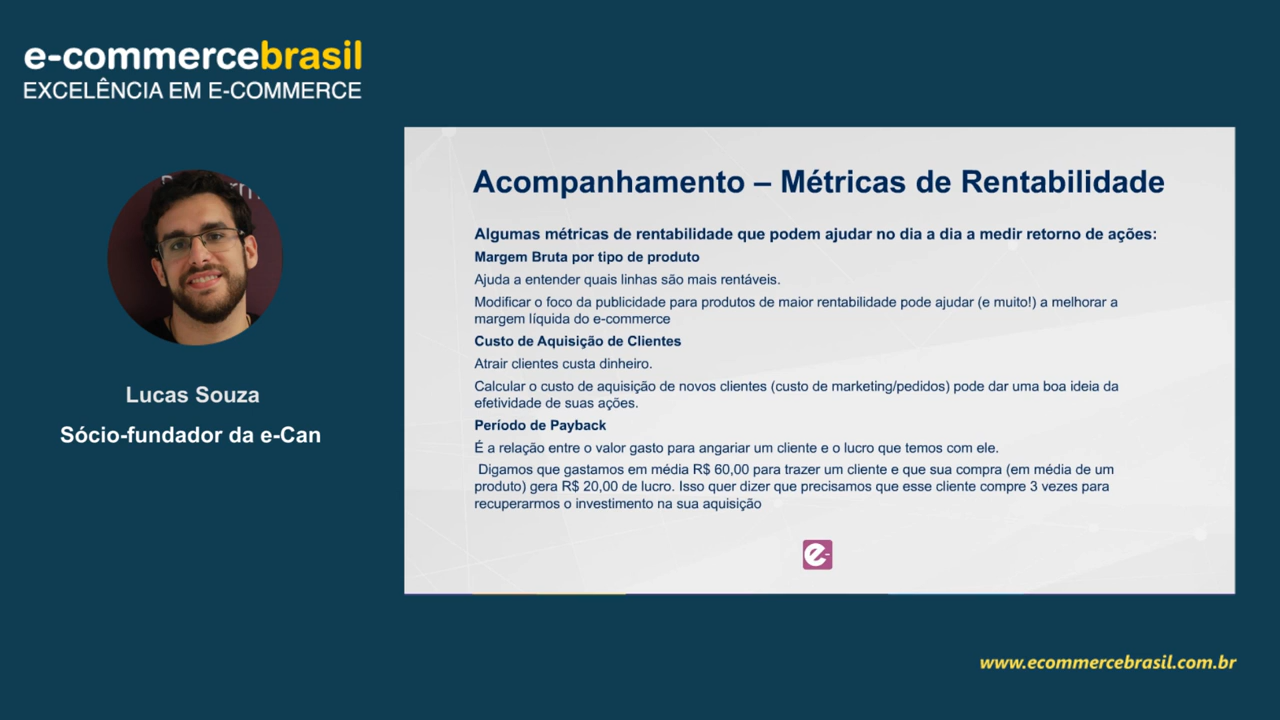 e-commercebrasil
EXCELÊNCIA EM E-COMMERCE
Lucas Souza
Sócio-fundador da e-Can
Acompanhamento – Métricas de Rentabilidade
Algumas métricas de rentabilidade que podem ajudar no dia a dia a medir retorno de ações:
Margem Bruta por tipo de produto
Ajuda a entender quais linhas são mais rentáveis.
Modificar o foco da publicidade para produtos de maior rentabilidade pode ajudar (e muito!) a melhorar a
margem líquida do e-commerce
Custo de Aquisição de Clientes
Atrair clientes custa dinheiro.
Calcular o custo de aquisição de novos clientes (custo de marketing/pedidos) pode dar uma boa ideia da
efetividade de suas ações.
Período de Payback
É a relação entre o valor gasto para angariar um cliente e o lucro que temos com ele.
Digamos que gastamos em média R$ 60,00 para trazer um cliente e que sua compra (em média de um
produto) gera R$ 20,00 de lucro. Isso quer dizer que precisamos que esse cliente compre 3 vezes para
recuperarmos o investimento na sua aquisição
e-
www.ecommercebrasil.com.br